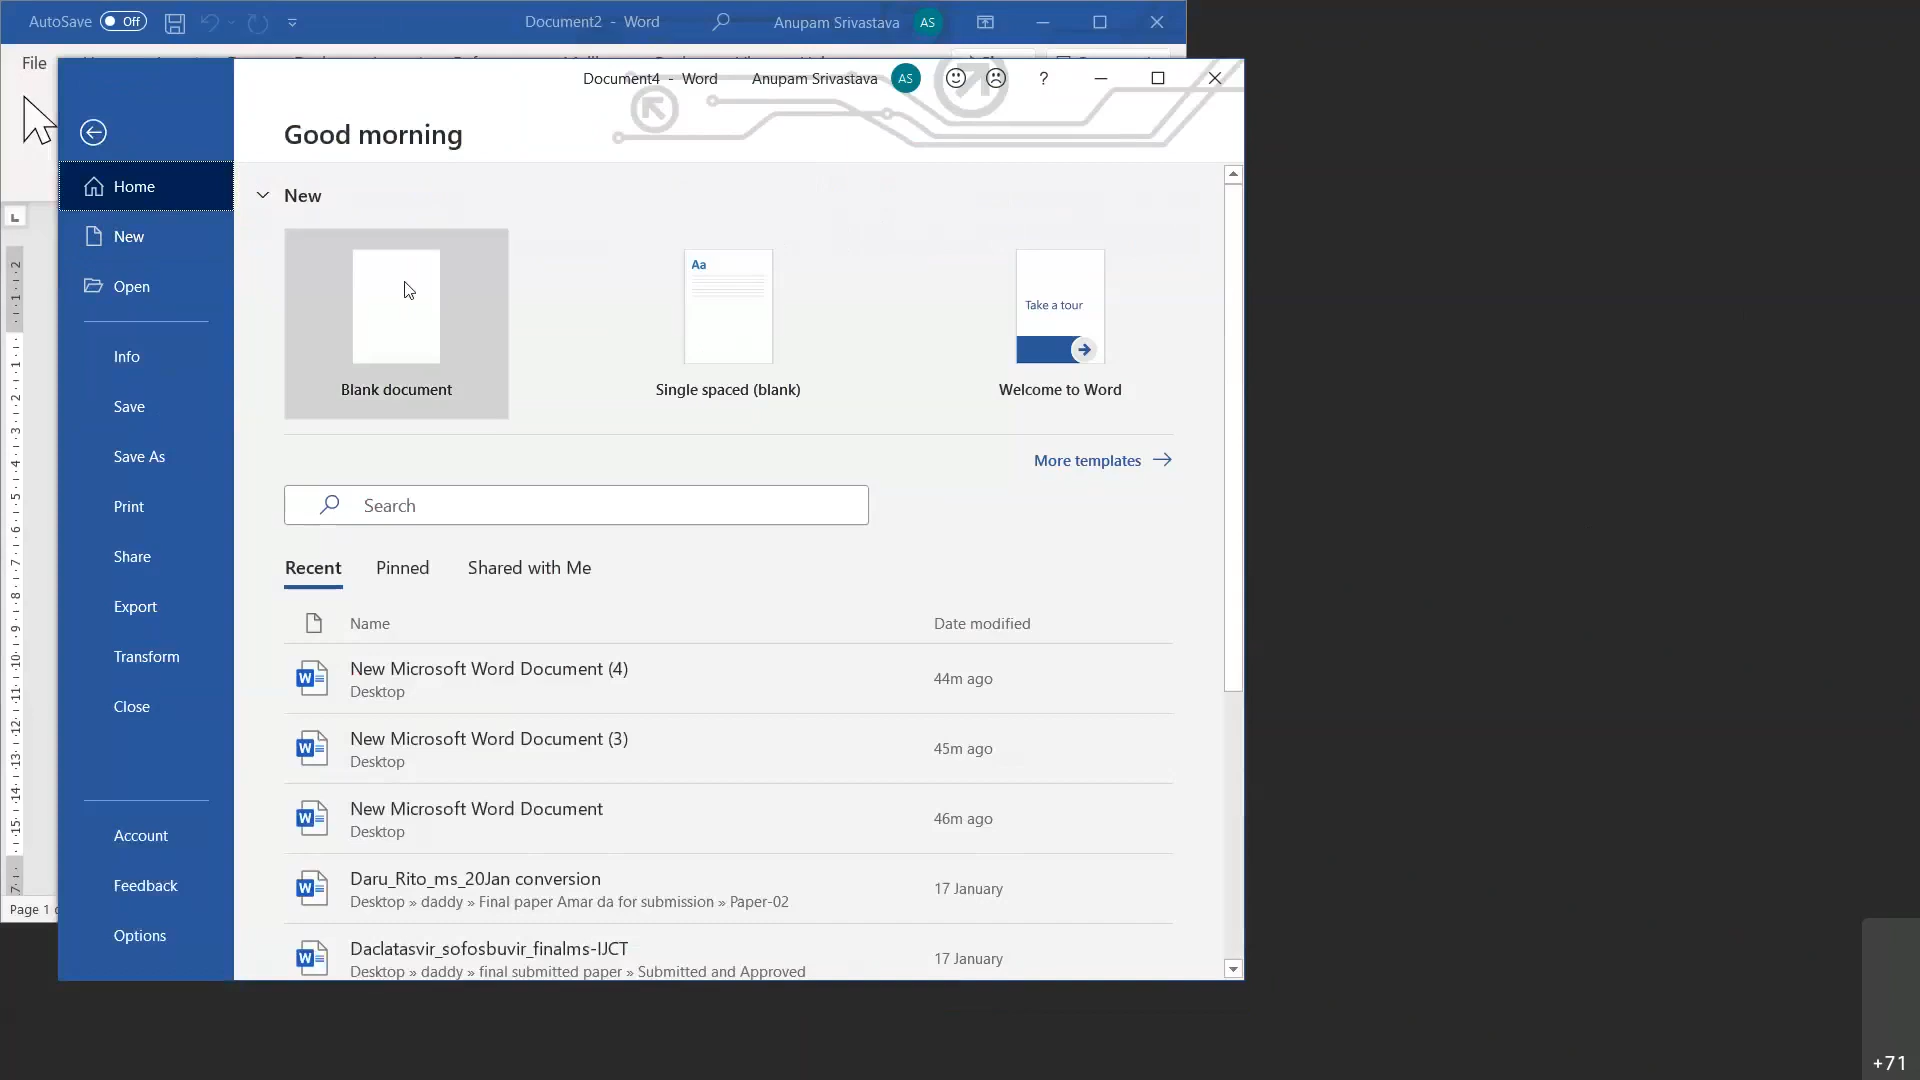 AutoSave Off Document2 - Word Anupam Srivastava AS
File
Document4 - Word Anupam Srivastava AS ?
Good morning
Home
New
Open
Info
Save
Save As
Print
Share
Export
Transform
Close
Account
Feedback
Options
New
Aa
Take a tour
Blank document Single spaced (blank) Welcome to Word
More templates
Search
Recent Pinned Shared with Me
Name Date modified
New Microsoft Word Document (4)
Desktop
44m ago
New Microsoft Word Document (3)
Desktop
45m ago
New Microsoft Word Document
Desktop
46m ago
Daru_Rito_ms_20Jan conversion
Desktop » daddy » Final paper Amar da for submission » Paper-02
17 January
Daclatasvir_sofosbuvir_finalms-IJCT
Desktop » daddy » final submitted paper » Submitted and Approved
17 January
Page 1
+71